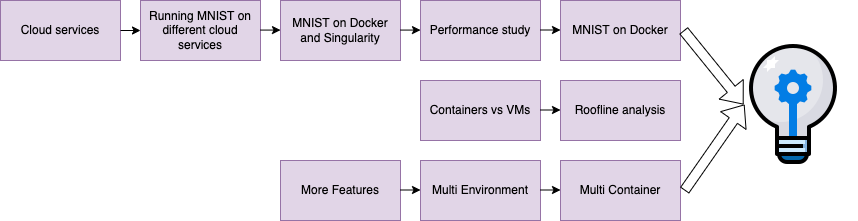 Cloud services
Running MNIST on
different cloud
services
MNIST on Docker
and Singularity
Performance study
MNIST on Docker
Containers vs VMs
Roofline analysis
More Features
Multi Environment
Multi Container